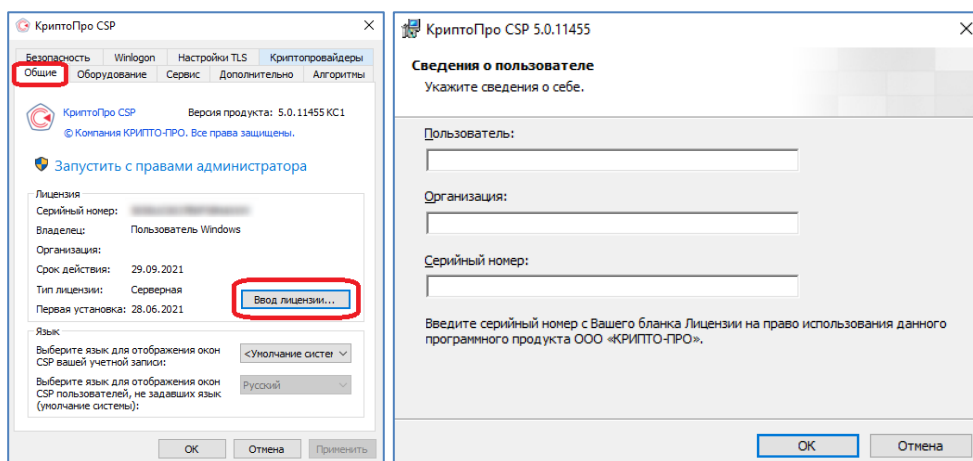 КриптоПро CSP
Безопасность Winlogon Настройки TLS Криптопровайдеры
Общие Оборудование Сервис Дополнительно Алгоритмы
КриптоПро CSP Версия продукта: 5.0.11455 КС1
© Компания КРИПТО-ПРО. Все права защищены.
Запустить с правами администратора
Лицензия
Серийный номер:
Владелец: Пользователь Windows
Организация:
Срок действия: 29.09.2021
Тип лицензии: Серверная
Ввод лицензии...
Первая установка: 28.06.2021
Язык
Выберите язык для отображения окон
CSP вашей учетной записи:
<Умолчание систег
Выберите язык для отображения окон
CSP пользователей, не задавших язык
(умолчание системы):
Русский
ОК Отмена Применить
КриптоПро CSP 5.0.11455
Сведения о пользователе
Укажите сведения о себе.
Пользователь:
Организация:
Серийный номер:
Введите серийный номер с Вашего бланка Лицензии на право использования данного
программного продукта ООО «КРИПТО-ПРО».
ОК Отмена